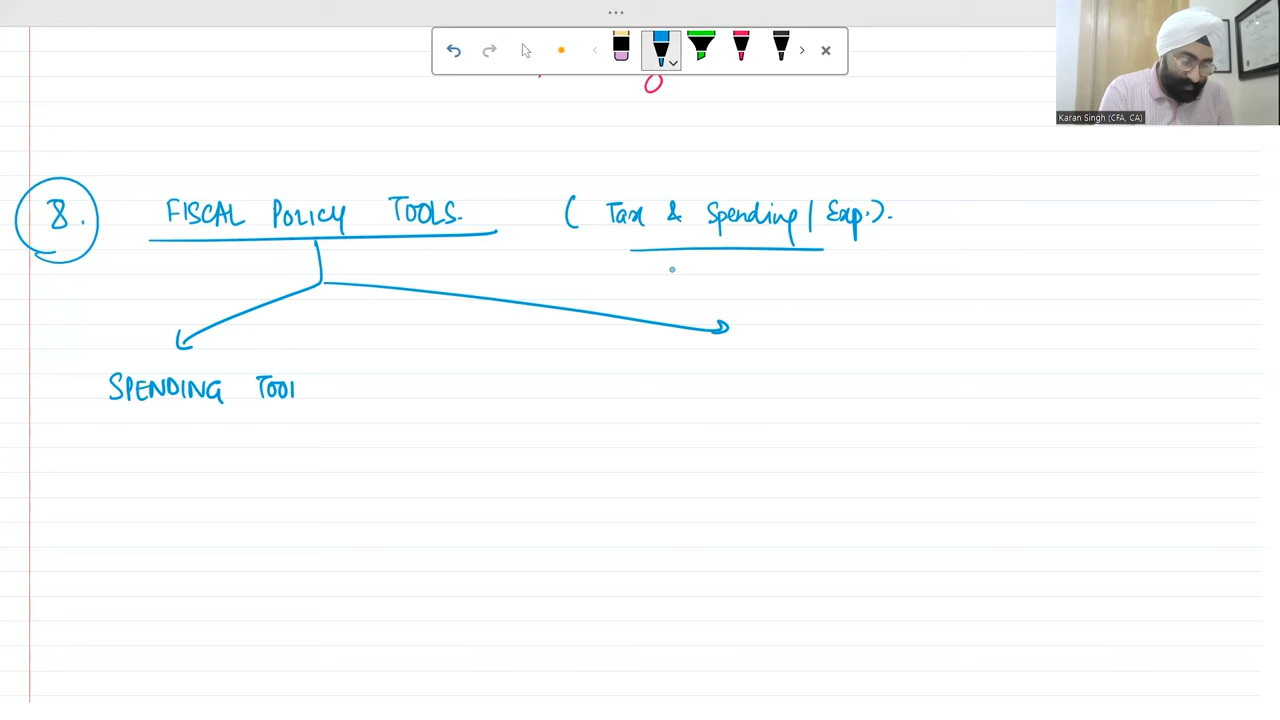 Karan Singh (CFA, CA)
8. FISCAL POLICY TOOLS. ( Tax & Spending / Exp.).
SPENDING TOOl